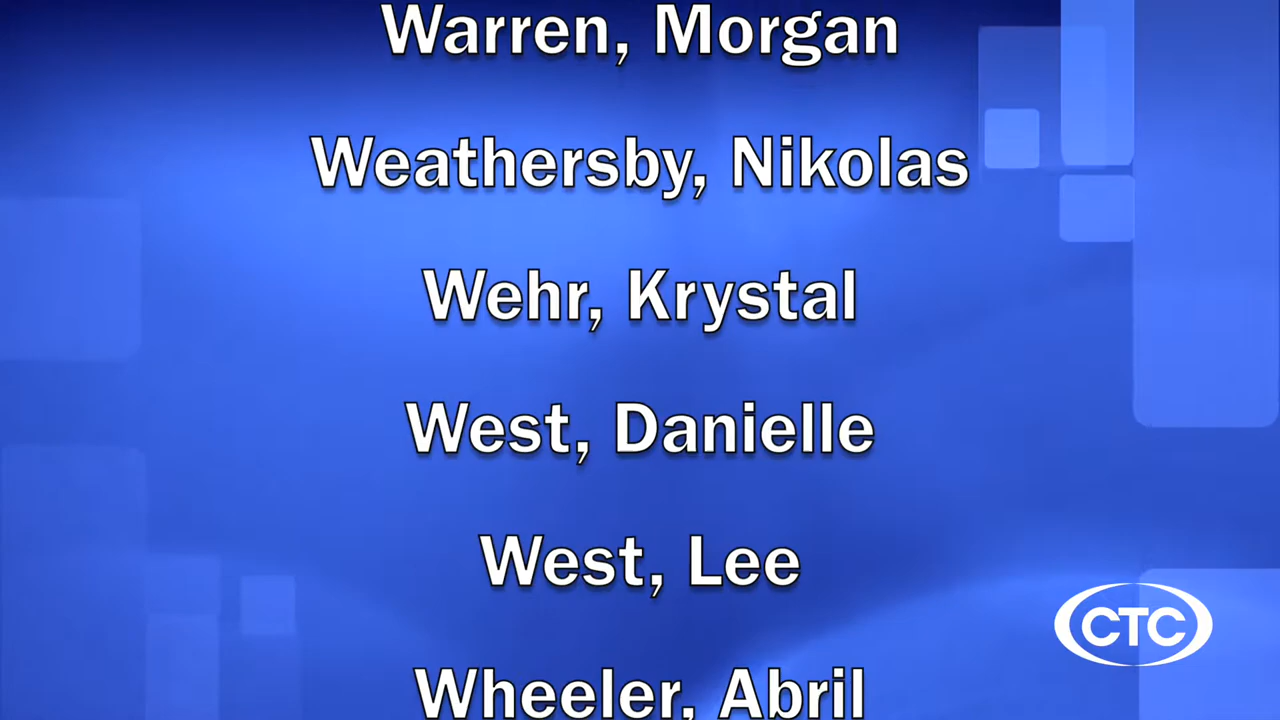 Warren, Morgan
Weathersby, Nikolas
Wehr, Krystal
West, Danielle
West, Lee
CTC
Wheeler, Abril